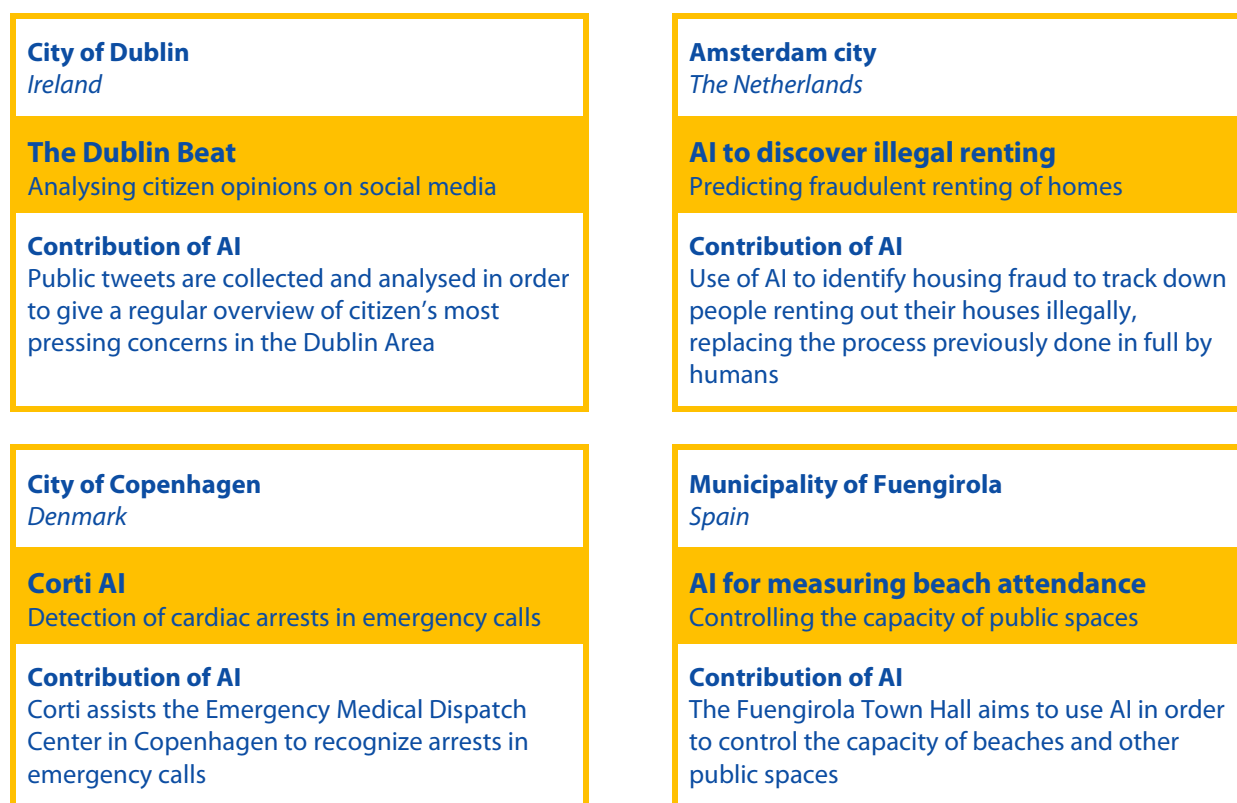 City of Dublin
Ireland
The Dublin Beat
Analysing citizen opinions on social media
Contribution of AI
Public tweets are collected and analysed in order
to give a regular overview of citizen’s most
pressing concerns in the Dublin Area
Amsterdam city
The Netherlands
AI to discover illegal renting
Predicting fraudulent renting of homes
Contribution of AI
Use of AI to identify housing fraud to track down
people renting out their houses illegally,
replacing the process previously done in full by
humans
City of Copenhagen
Denmark
Corti AI
Detection of cardiac arrests in emergency calls
Contribution of AI
Corti assists the Emergency Medical Dispatch
Center in Copenhagen to recognize arrests in
emergency calls
Municipality of Fuengirola
Spain
AI for measuring beach attendance
Controlling the capacity of public spaces
Contribution of AI
The Fuengirola Town Hall aims to use AI in order
to control the capacity of beaches and other
public spaces